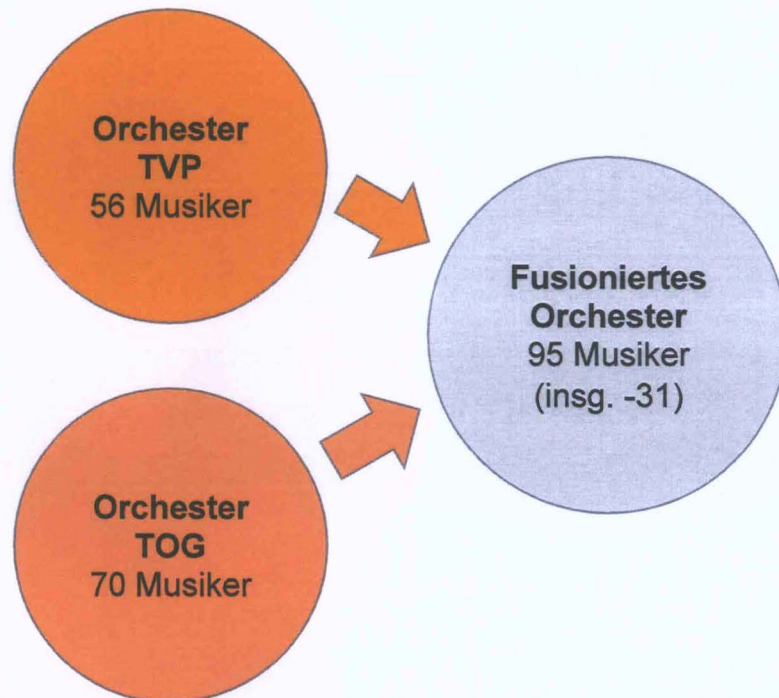 Orchester
TVP
56 Musiker
Fusioniertes
Orchester
95 Musiker
(insg. -31)
Orchester
TOG
70 Musiker